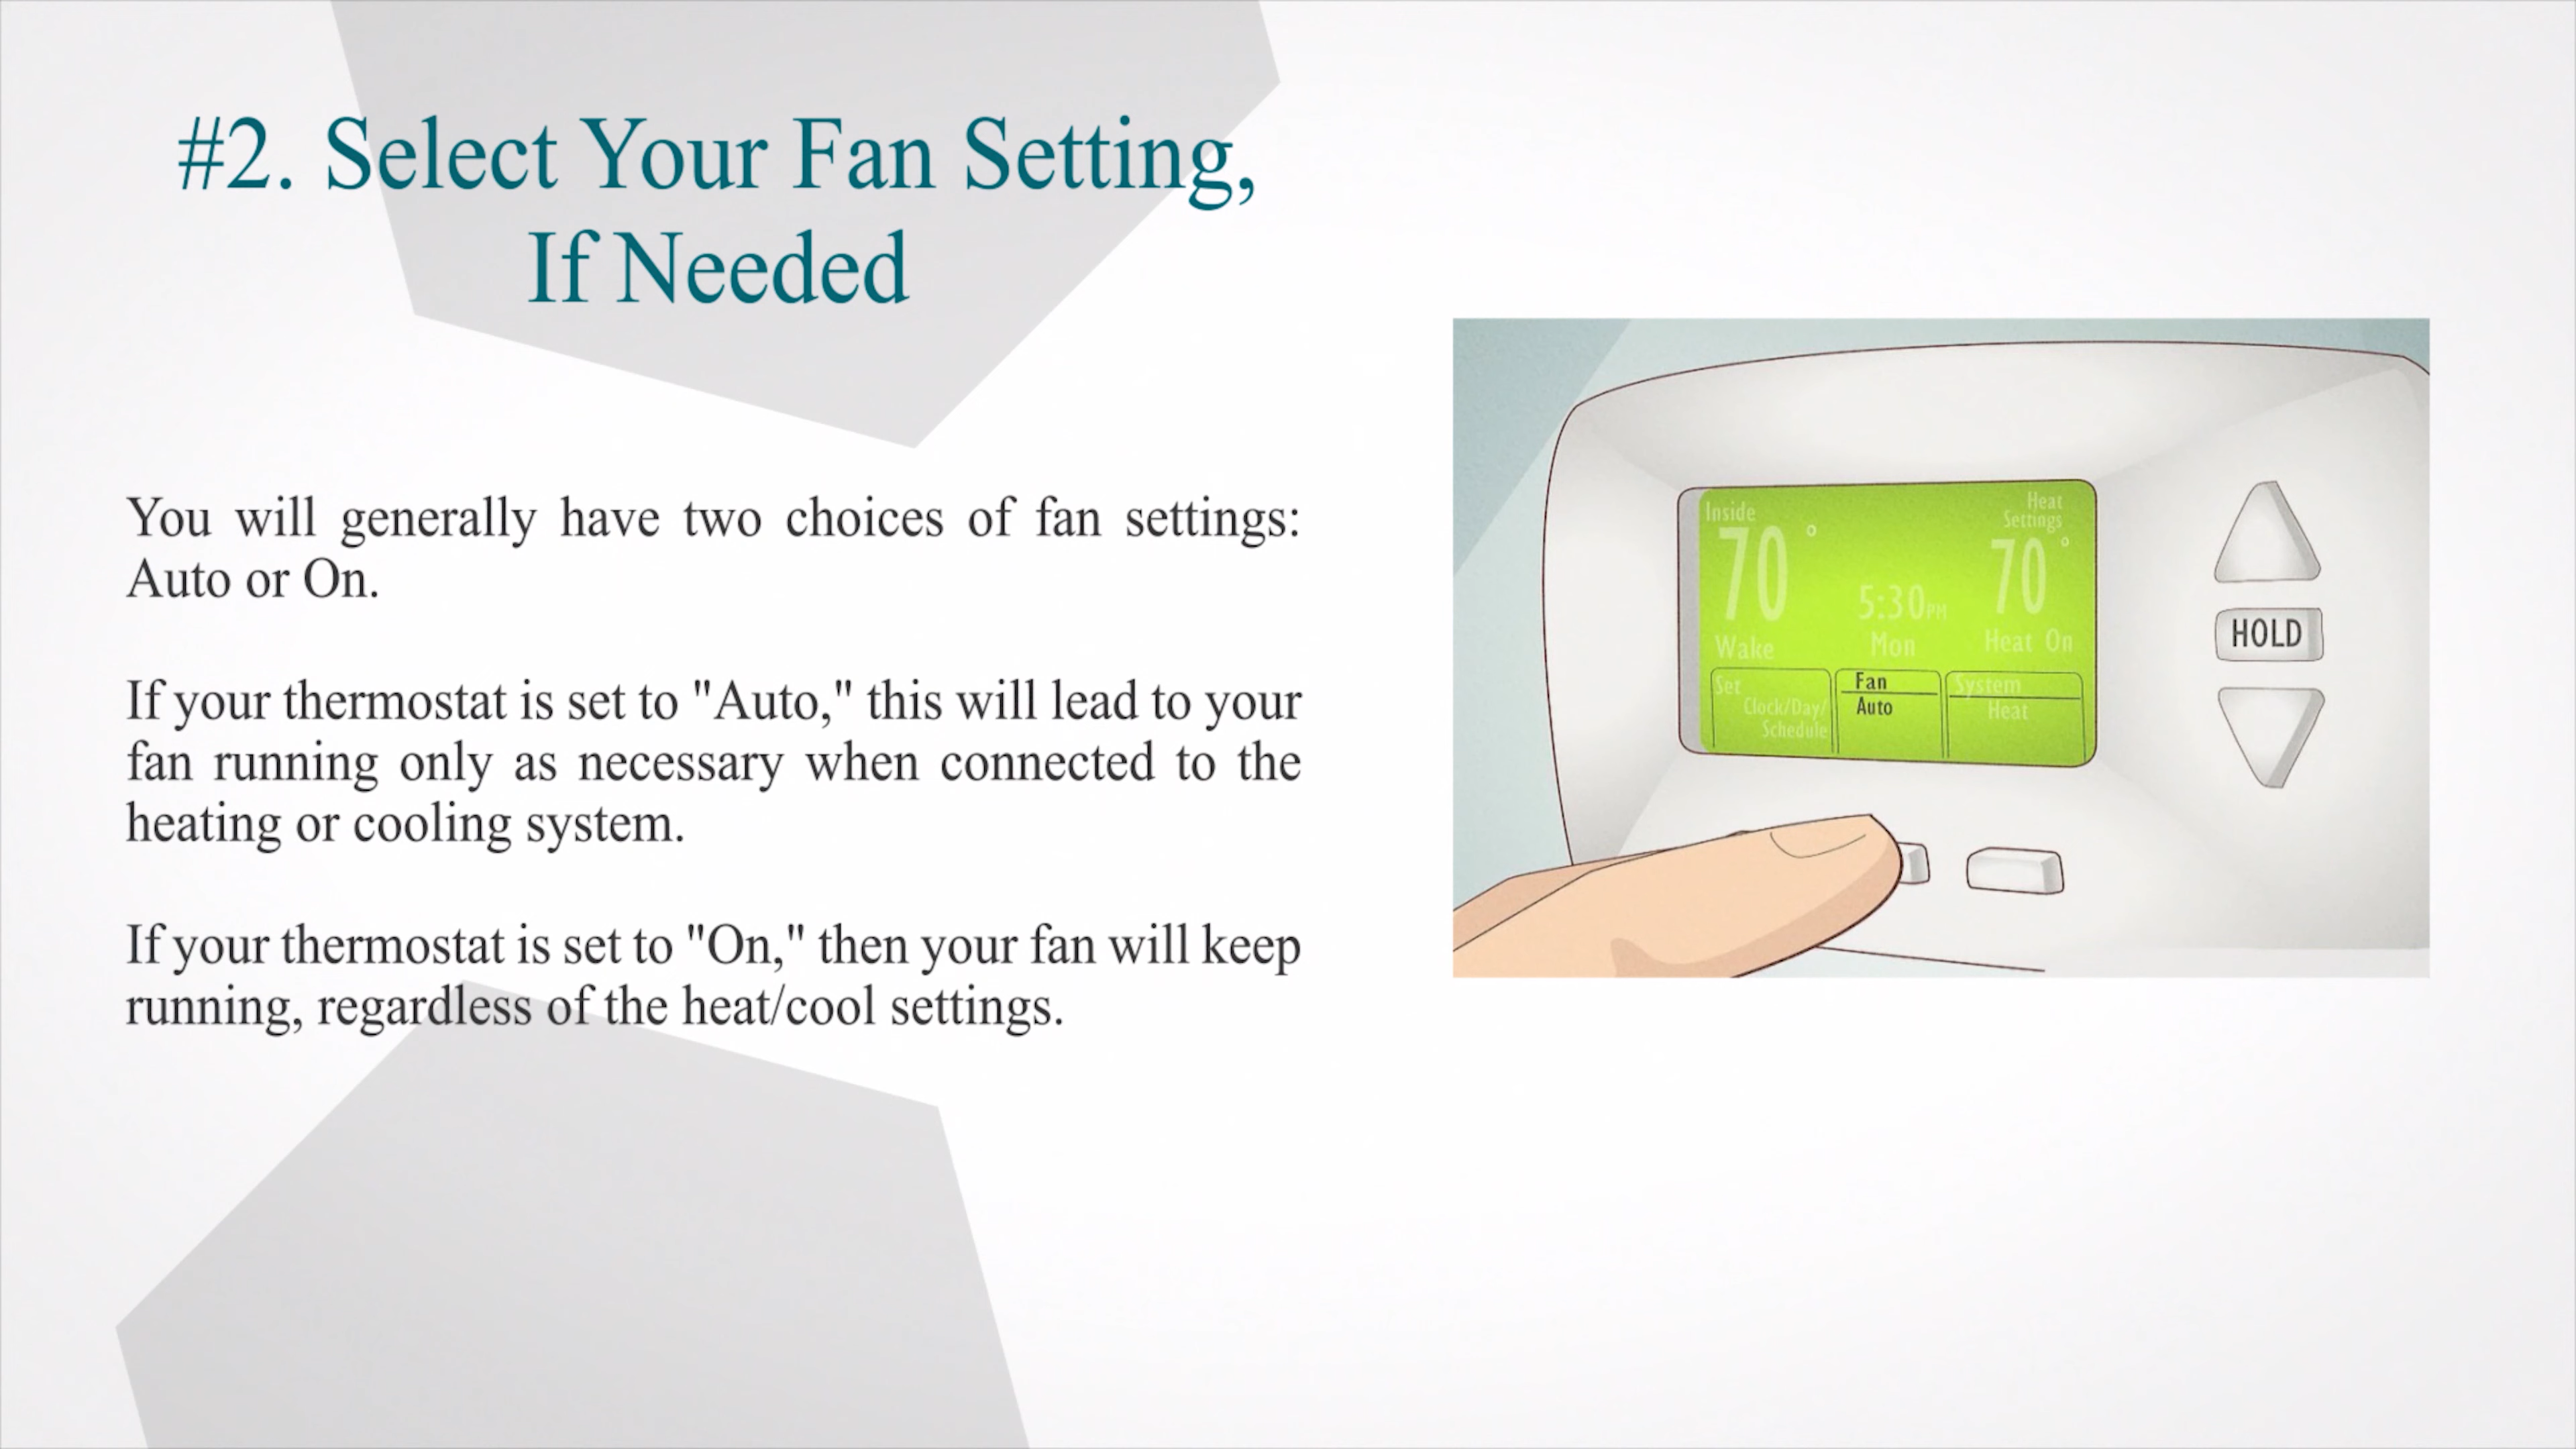 #2. Select Your Fan Setting,
If Needed
You will generally have two choices of fan settings:
Auto or On.
If your thermostat is set to "Auto," this will lead to your
fan running only as necessary when connected to the
heating or cooling system.
If your thermostat is set to "On," then your fan will keep
running, regardless of the heat/cool settings.
Inside
70°
Wake
5:30PM
Mon
Heat
Settings
70°
Heat On
Set
Clock/Day/
Schedule
Fan
Auto
System
Heat
HOLD